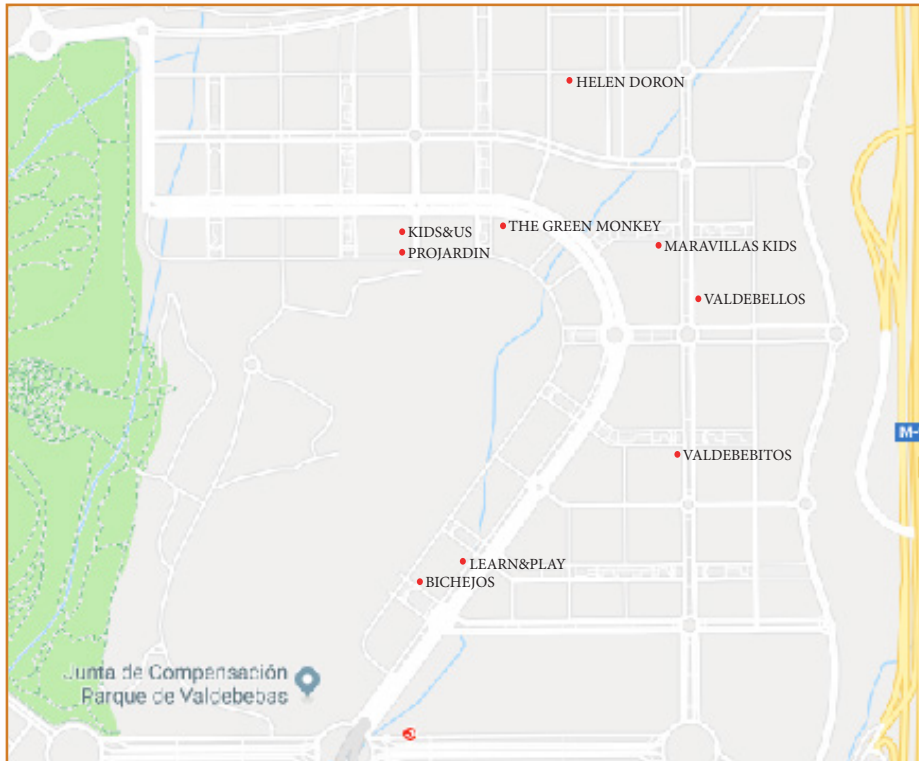 HELEN DORON
THE GREEN MONKEY
KIDS&US
PROJARDIN
MARAVILLAS KIDS
VALDEBELLOS
M-
VALDEBEBITOS
LEARN&PLAY
BICHEJOS
Junta de Compensación
Parque de Valdebebas